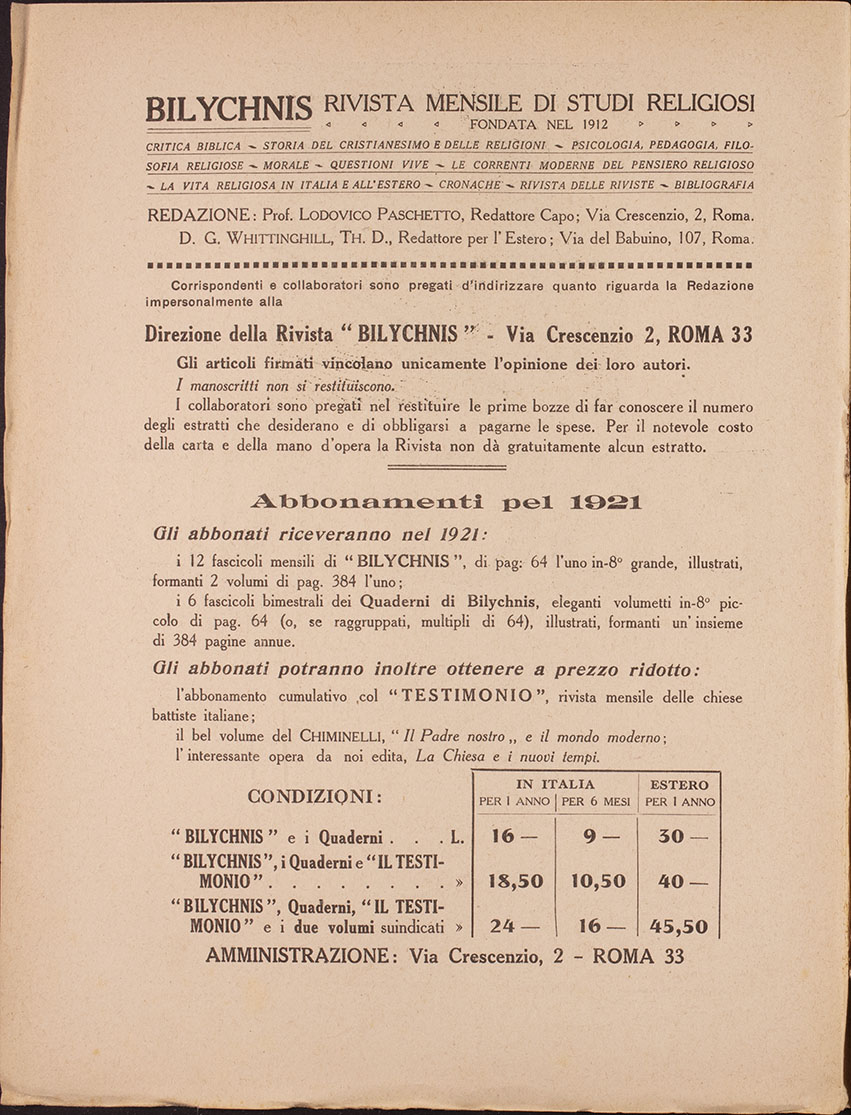 BILYCHNIS RIVISTA MENSILE DI STUDI RELIGIOSI
FONDATA NEL 1912
CRITICA BIBLICA ~ STORIA DEL CRISTIANESIMO E DELLE RELIGIONI ~ PSICOLOGIA, PEDAGOGIA, FILO-
SOFIA RELIGIOSE ~ MORALE ~ QUESTIONI VIVE ~ LE CORRENTI MODERNE DEL PENSIERO RELIGIOSO
~ LA VITA RELIGIOSA IN ITALIA E ALL'ESTERO ~ CRONACHE ~ RIVISTA DELLE RIVISTE ~ BIBLIOGRAFIA
REDAZIONE: Prof. LODOVICO PASCHETTO, Redattore Capo; Via Crescenzio, 2, Roma.
D. G. WHITTINGHILL, TH. D., Redattore per l'Estero; Via del Babuino, 107, Roma.
Corrispondenti e collaboratori sono pregati d'indirizzare quanto riguarda la Redazione
impersonalmente alla
Direzione della Rivista “ BILYCHNIS ” - Via Crescenzio 2, ROMA 33
Gli articoli firmati vincolano unicamente l'opinione dei loro autori.
I manoscritti non si restituiscono.
I collaboratori sono pregati nel restituire le prime bozze di far conoscere il numero
degli estratti che desiderano e di obbligarsi a pagarne le spese. Per il notevole costo
della carta e della mano d'opera la Rivista non dà gratuitamente alcun estratto.
Abbonamenti pel 1921
Gli abbonati riceveranno nel 1921:
i 12 fascicoli mensili di “ BILYCHNIS ”, di pag: 64 l'uno in-8° grande, illustrati,
formanti 2 volumi di pag. 384 l'uno;
i 6 fascicoli bimestrali dei Quaderni di Bilychnis, eleganti volumetti in-8° pic-
colo di pag. 64 (o, se raggruppati, multipli di 64), illustrati, formanti un'insieme
di 384 pagine annue.
Gli abbonati potranno inoltre ottenere a prezzo ridotto:
l'abbonamento cumulativo col “ TESTIMONIO ”, rivista mensile delle chiese
battiste italiane;
il bel volume del CHIMINELLI, “ Il Padre nostro „ e il mondo moderno;
l'interessante opera da noi edita, La Chiesa e i nuovi tempi.
CONDIZIONI:
IN ITALIA ESTERO
PER 1 ANNO PER 6 MESI PER 1 ANNO
“ BILYCHNIS ” e i Quaderni . . . L. 16 — 9 — 30 —
“ BILYCHNIS ”, i Quaderni e “ IL TESTI-
MONIO ” . . . . . . . . » 18,50 10,50 40 —
“ BILYCHNIS ”, Quaderni, “ IL TESTI-
MONIO ” e i due volumi suindicati » 24 — 16 — 45,50
AMMINISTRAZIONE: Via Crescenzio, 2 - ROMA 33